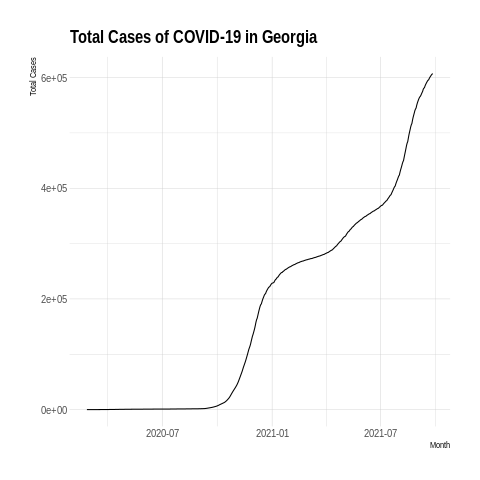 Total Cases of COVID-19 in Georgia
Total Cases
6e+05
4e+05
2e+05
0e+00
2020-07
2021-01
2021-07
Month